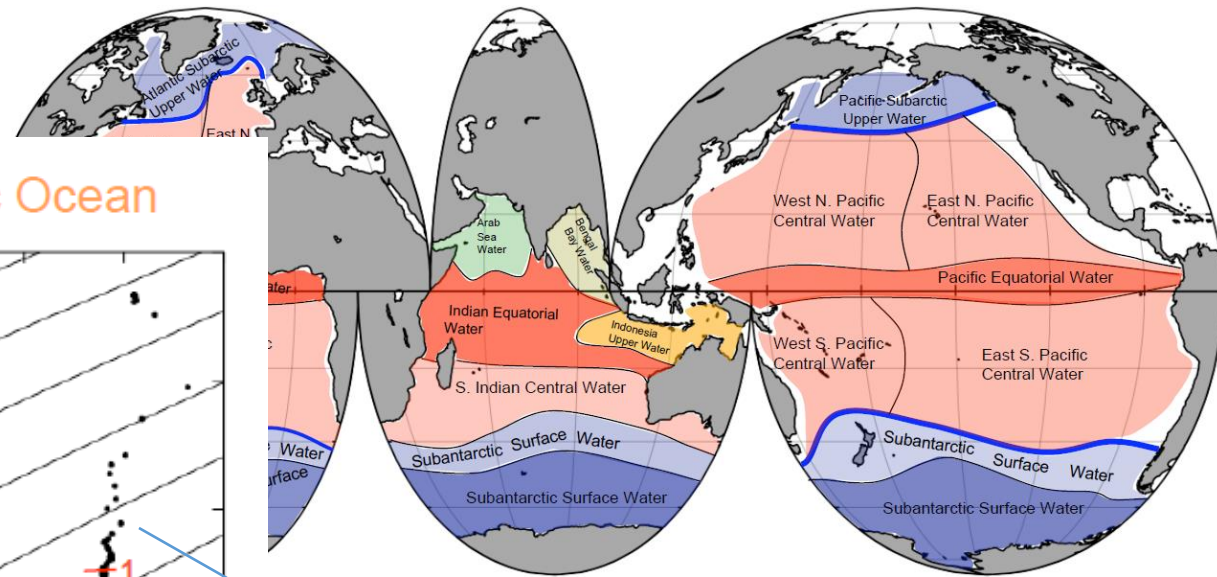 Atlantic Subarctic
Upper Water
East N.
Ocean
ater
Water
Surface
1
Arab
Sea
Water
Bengal
Bay Water
Indian Equatorial
Water
Indonesia
Upper Water
S. Indian Central Water
Subantarctic Surface Water
Subantarctic Surface Water
Pacific Subarctic
Upper Water
West N. Pacific
Central Water
East N. Pacific
Central Water
Pacific Equatorial Water
West S. Pacific
Central Water
East S. Pacific
Central Water
Subantarctic Surface Water
Subantarctic Surface Water